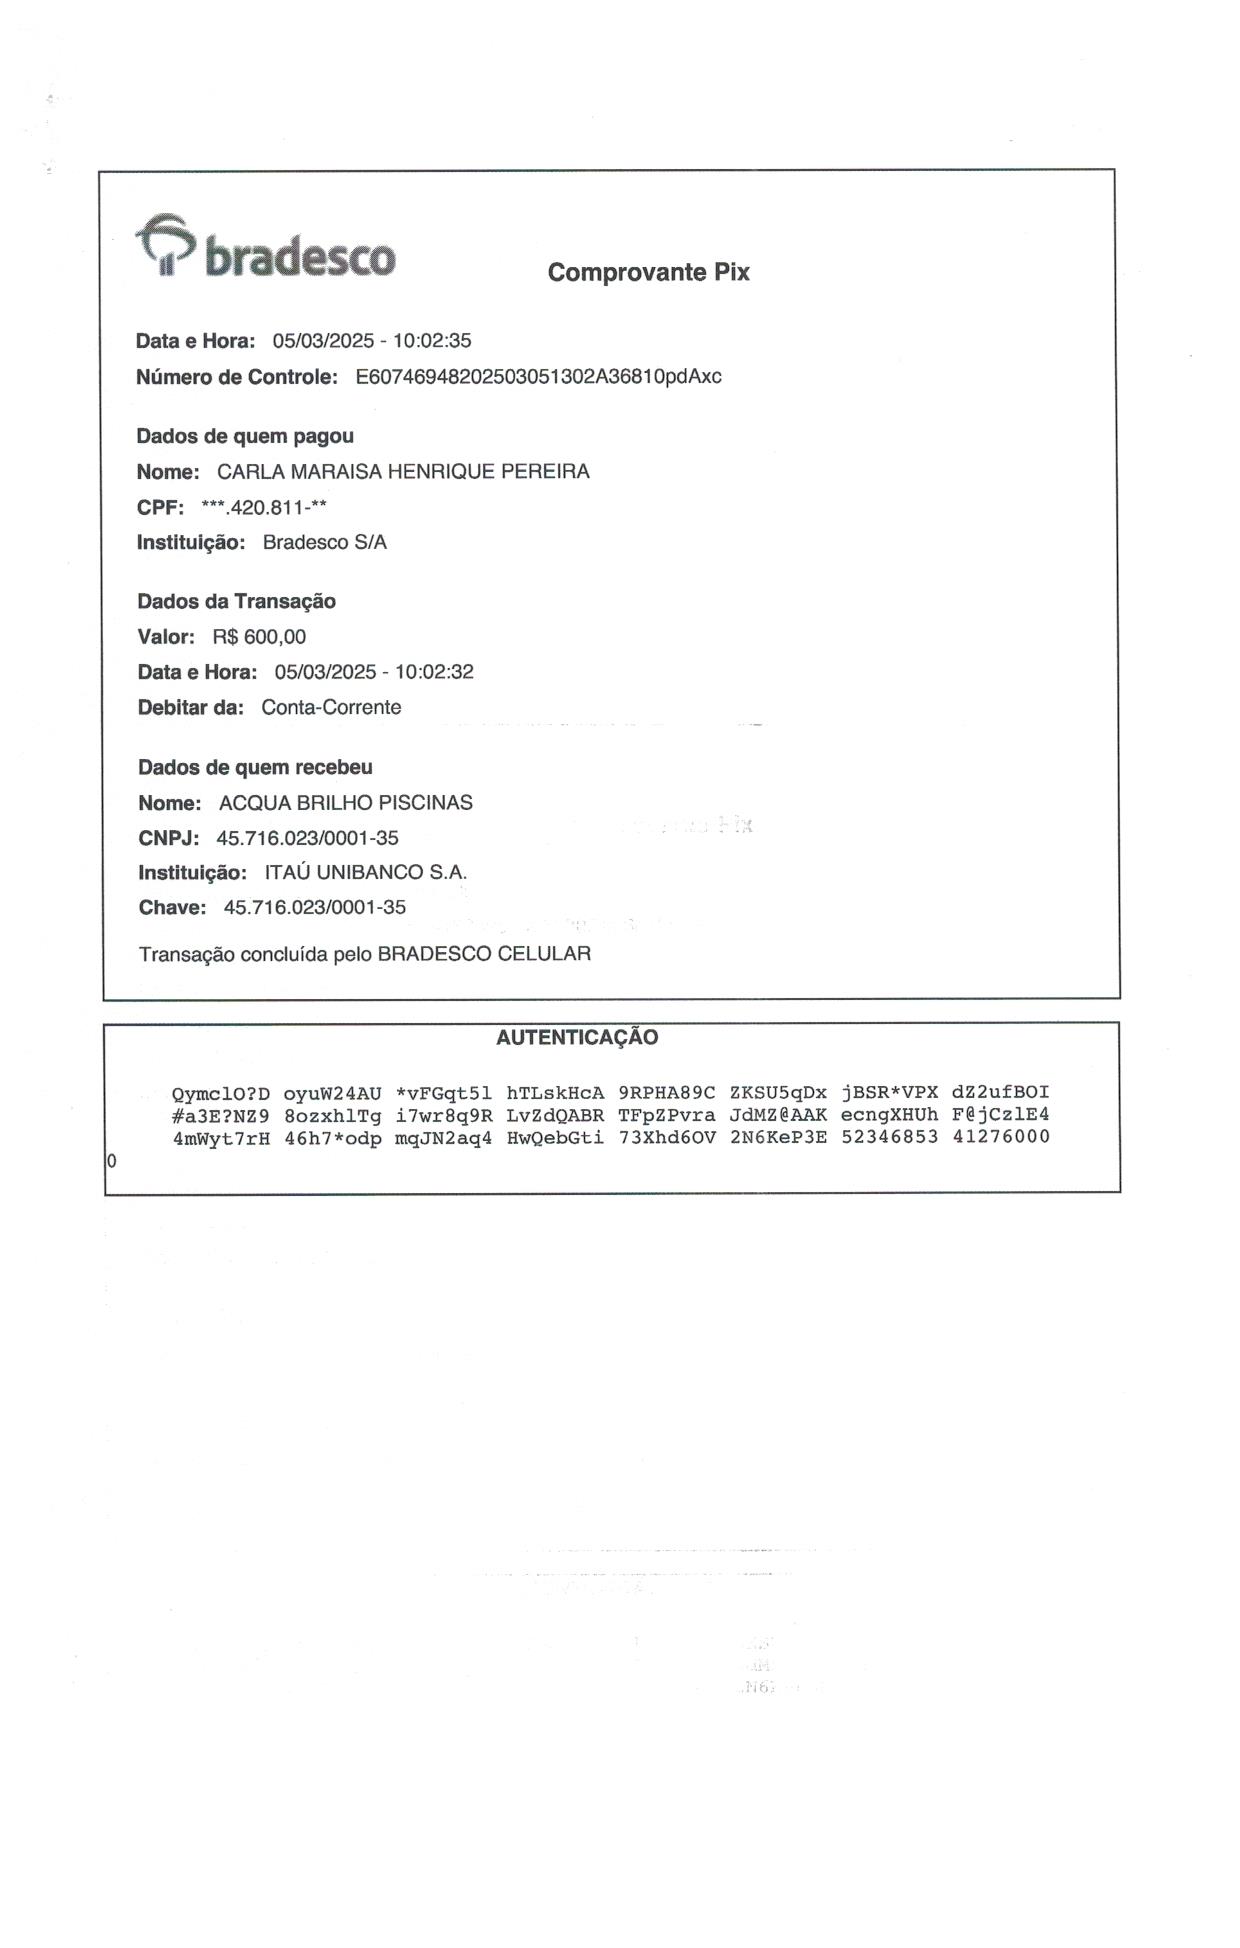 bradesco
Comprovante Pix
Data e Hora: 05/03/2025 - 10:02:35
Número de Controle: E60746948202503051302A36810pdAxc
Dados de quem pagou
Nome: CARLA MARAISA HENRIQUE PEREIRA
CPF: ***.420.811-**
Instituição: Bradesco S/A
Dados da Transação
Valor: R$ 600,00
Data e Hora: 05/03/2025 - 10:02:32
Debitar da: Conta-Corrente
Dados de quem recebeu
Nome: ACQUA BRILHO PISCINAS
CNPJ: 45.716.023/0001-35
Instituição: ITAÚ UNIBANCO S.A.
Chave: 45.716.023/0001-35
Transação concluída pelo BRADESCO CELULAR
AUTENTICAÇÃO
QymclO?D oyuW24AU *vFGqt5l hTLskHcA 9RPHA89C ZKSU5qDx jBSR*VPX dZ2ufBOI
#a3E?NZ9 8ozxhlTg i7wr8q9R LvZdQABR TFpZPvra JdMZ@AAK ecngXHUh F@jCzlE4
4mWyt7rH 46h7*odp mqJN2aq4 HwQebGti 73Xhd6OV 2N6KeP3E 52346853 41276000
0